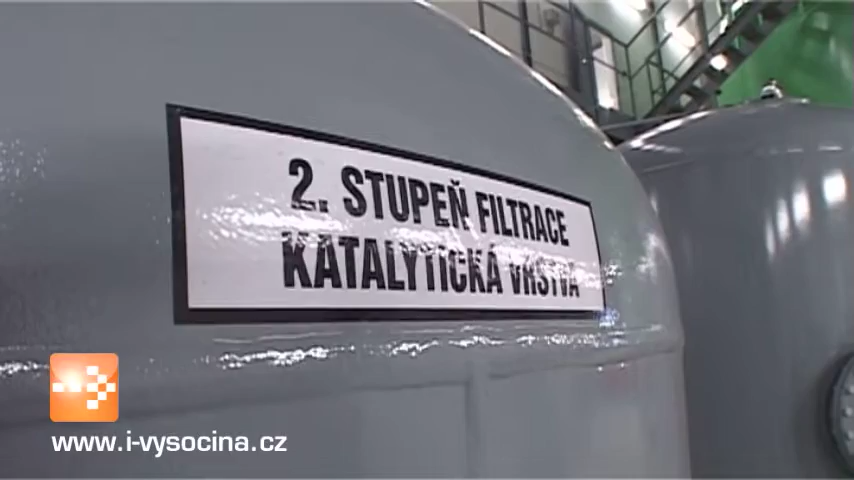 2. STUPEŇ FILTRACE
KATALYTICKÁ VRSTVA
www.i-vysocina.cz